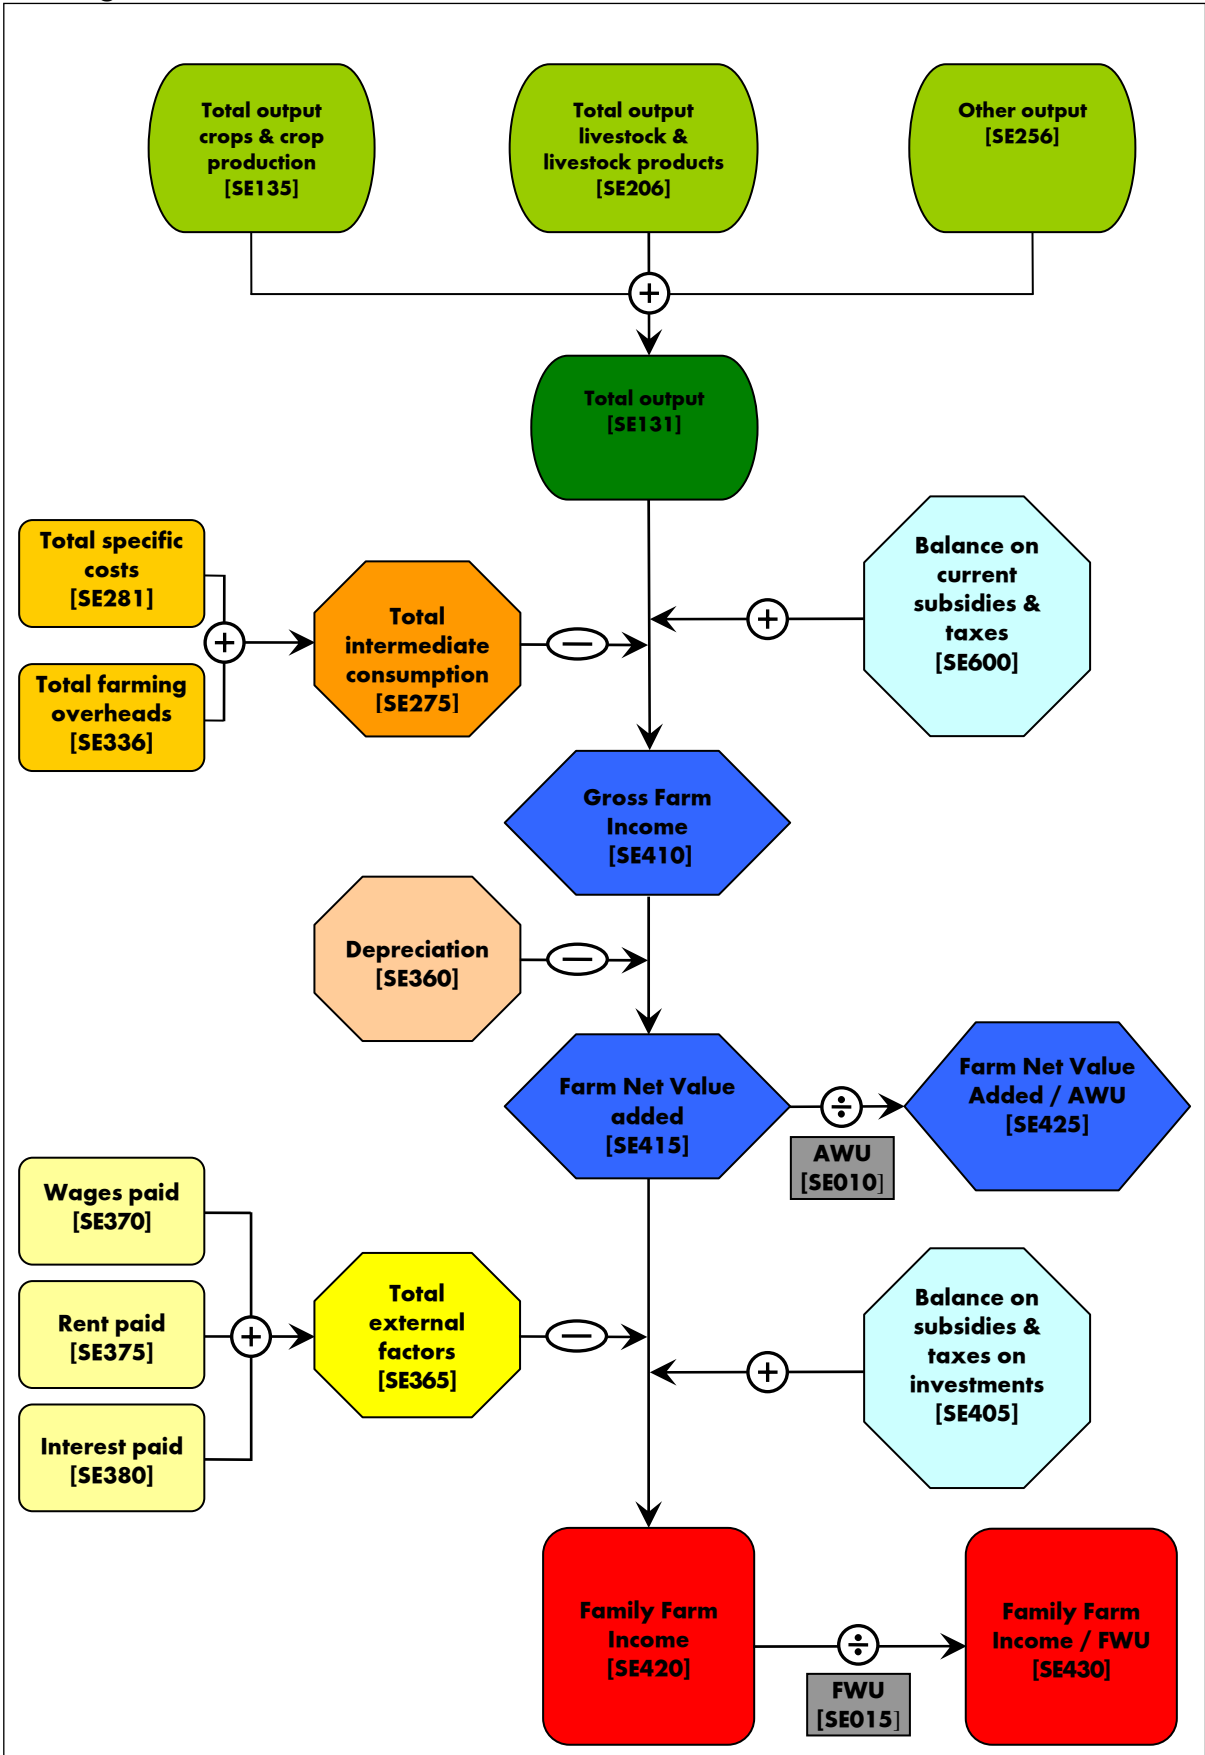 Total output
crops & crop
production
[SE135]
Total output
livestock &
livestock products
[SE206]
Other output
[SE256]
+
Total output
[SE131]
Total specific
costs
[SE281]
Total farming
overheads
[SE336]
+
Total
intermediate
consumption
[SE275]
−
Balance on
current
subsidies &
taxes
[SE600]
+
Gross Farm
Income
[SE410]
Depreciation
[SE360]
−
Farm Net Value
added
[SE415]
÷
AWU
[SE010]
Farm Net Value
Added / AWU
[SE425]
Wages paid
[SE370]
Rent paid
[SE375]
Interest paid
[SE380]
+
Total
external
factors
[SE365]
−
Balance on
subsidies &
taxes on
investments
[SE405]
+
Family Farm
Income
[SE420]
÷
FWU
[SE015]
Family Farm
Income / FWU
[SE430]